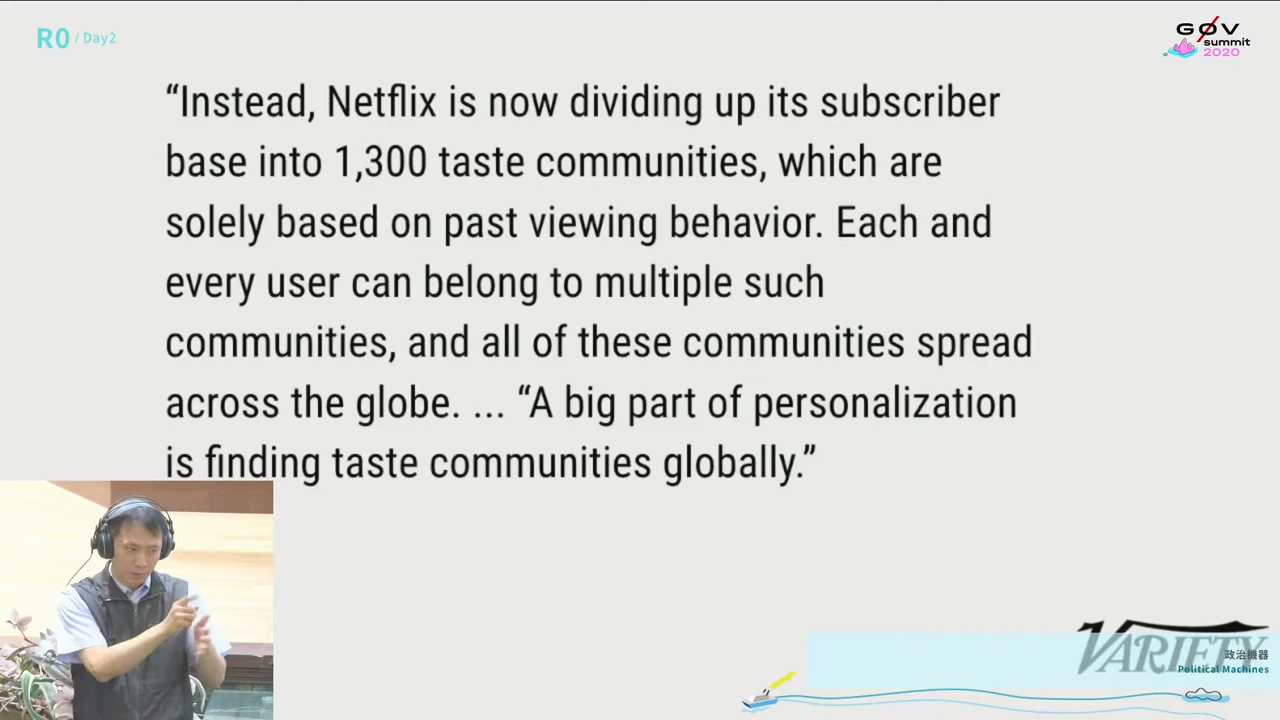 R0 / Day2
GØV
summit
2020
“Instead, Netflix is now dividing up its subscriber
base into 1,300 taste communities, which are
solely based on past viewing behavior. Each and
every user can belong to multiple such
communities, and all of these communities spread
across the globe. ... “A big part of personalization
is finding taste communities globally.”
VARIETY
政治機器
Political Machines